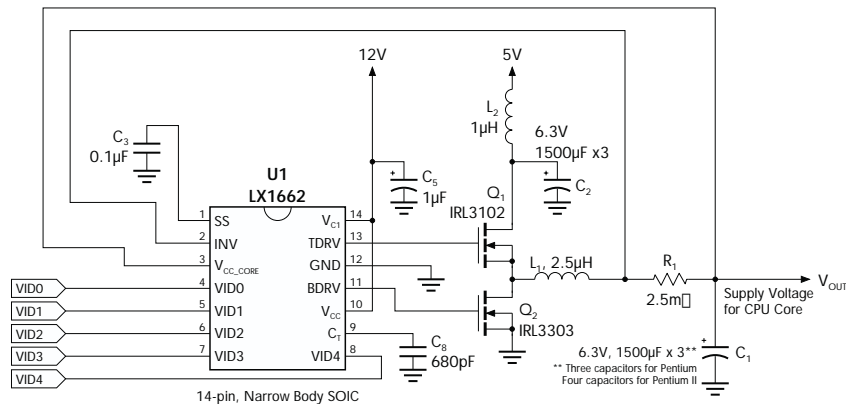 12V
5V
L2
1µH
6.3V
1500µF x3
C3
0.1µF
U1
LX1662
C5
1µF
C2
Q1
IRL3102
1 SS
VC1 14
2 INV
TDRV 13
3 VCC_CORE
GND 12
L1, 2.5µH
R1
VID0
4 VID0
BDRV 11
2.5m□
Supply Voltage
for CPU Core
VOUT
VID1
5 VID1
VCC 10
Q2
IRL3303
VID2
6 VID2
CT 9
C8
680pF
VID3
7 VID3
VID4 8
VID4
6.3V, 1500µF x 3**
C1
** Three capacitors for Pentium
Four capacitors for Pentium II
14-pin, Narrow Body SOIC